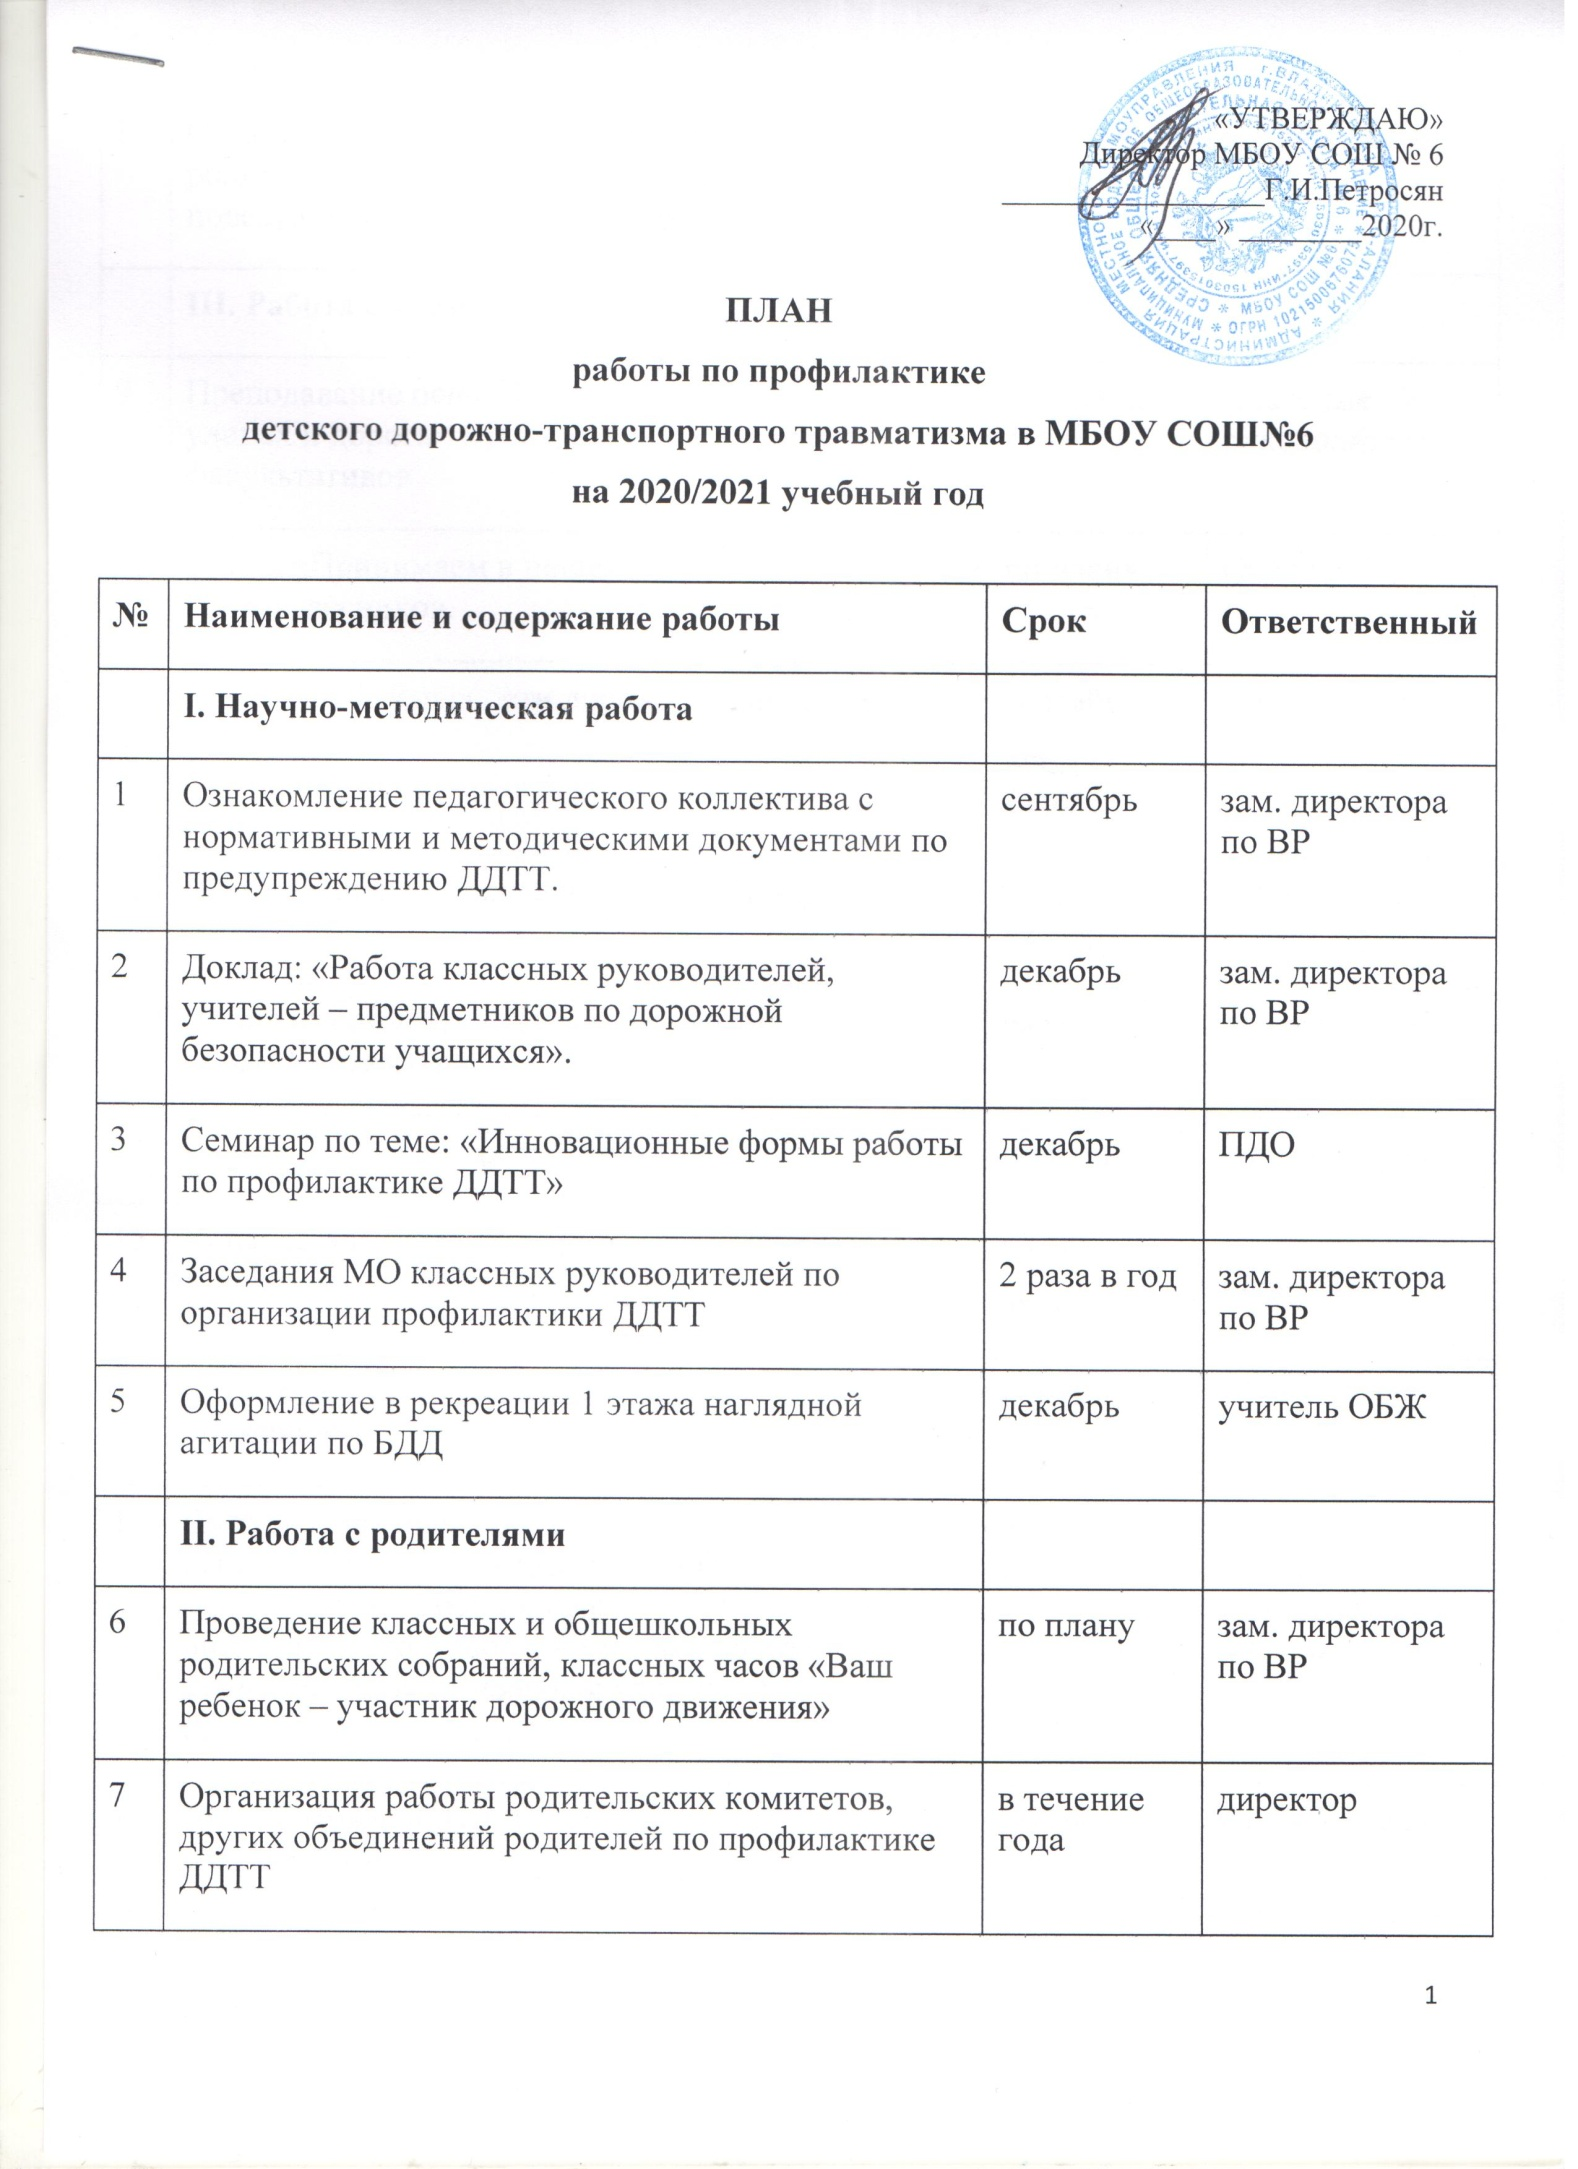 «УТВЕРЖДАЮ»
Директор МБОУ СОШ № 6
_________________Г.И.Петросян
«____» ________2020г.
ПЛАН
работы по профилактике
детского дорожно-транспортного травматизма в МБОУ СОШ№6
на 2020/2021 учебный год
№ Наименование и содержание работы Срок Ответственный
I. Научно-методическая работа
1 Ознакомление педагогического коллектива с сентябрь зам. директора
нормативными и методическими документами по по ВР
предупреждению ДДТТ.
2 Доклад: «Работа классных руководителей, декабрь зам. директора
учителей – предметников по дорожной по ВР
безопасности учащихся».
3 Семинар по теме: «Инновационные формы работы декабрь ПДО
по профилактике ДДТТ»
4 Заседания МО классных руководителей по 2 раза в год зам. директора
организации профилактики ДДТТ по ВР
5 Оформление в рекреации 1 этажа наглядной декабрь учитель ОБЖ
агитации по БДД
II. Работа с родителями
6 Проведение классных и общешкольных по плану зам. директора
родительских собраний, классных часов «Ваш по ВР
ребенок – участник дорожного движения»
7 Организация работы родительских комитетов, в течение директор
других объединений родителей по профилактике года
ДДТТ
1